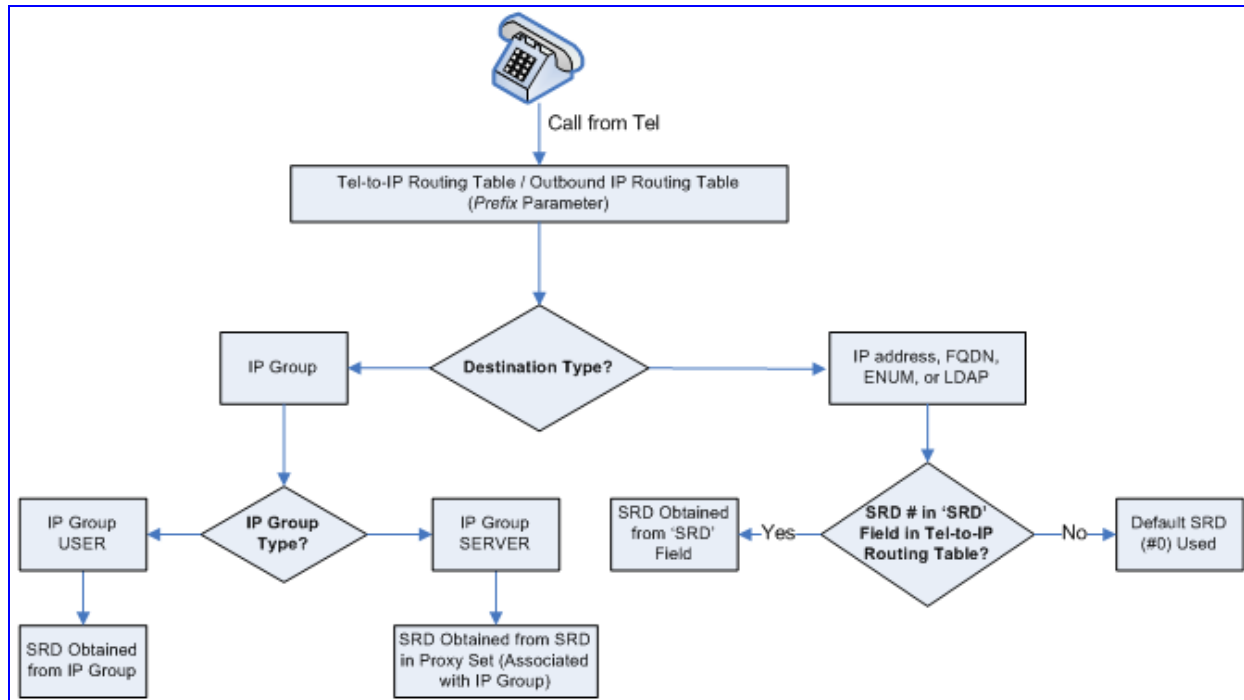 Call from Tel
Tel-to-IP Routing Table / Outbound IP Routing Table
(Prefix Parameter)
IP Group
Destination Type?
IP address, FQDN,
ENUM, or LDAP
IP Group
USER
IP Group
Type?
IP Group
SERVER
SRD Obtained
from ‘SRD’
Field
Yes
SRD # in ‘SRD’
Field in Tel-to-IP
Routing Table?
No
Default SRD
(#0) Used
SRD Obtained
from IP Group
SRD Obtained from SRD
in Proxy Set (Associated
with IP Group)